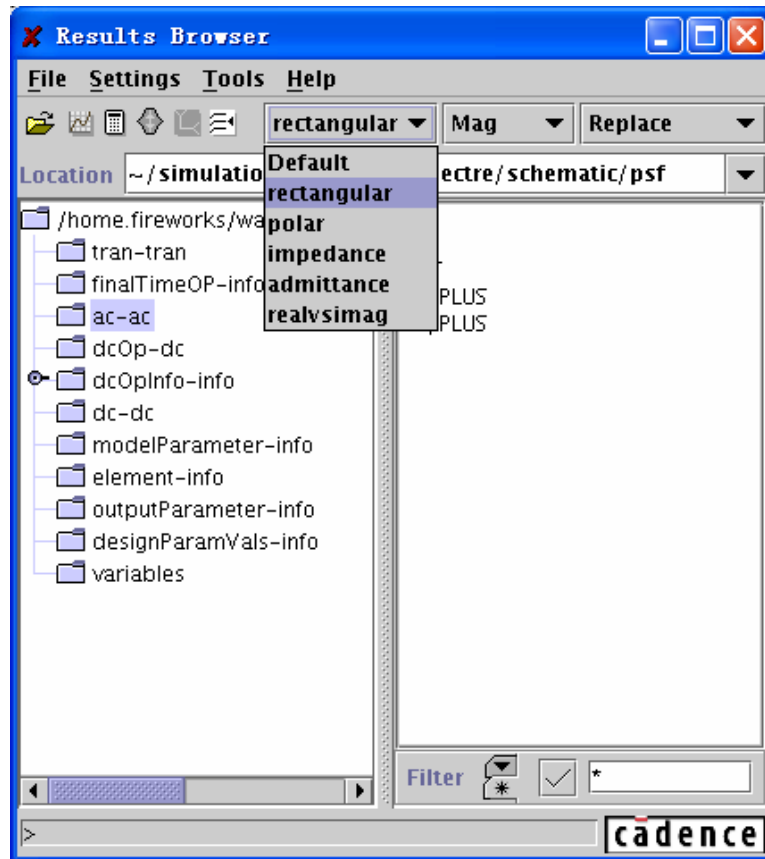 Results Browser
File Settings Tools Help
rectangular Mag Replace
Location ~/simulatio ectre/schematic/psf
Default
rectangular
polar
impedance
admittance
realvsimag
/home.fireworks/wa
tran-tran
finalTimeOP-info
ac-ac
dcOp-dc
dcOpInfo-info
dc-dc
modelParameter-info
element-info
outputParameter-info
designParamVals-info
variables
PLUS
PLUS
Filter *
>
cādence